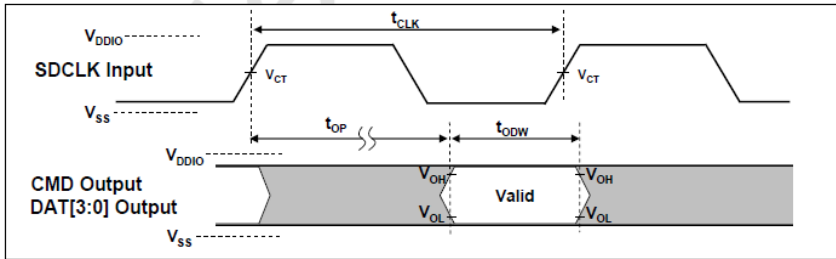 t_CLK
V_DDIO
SDCLK Input
V_CT
V_CT
V_SS
t_OP
t_ODW
V_DDIO
V_OH
V_OH
CMD Output
Valid
DAT[3:0] Output
V_OL
V_OL
V_SS